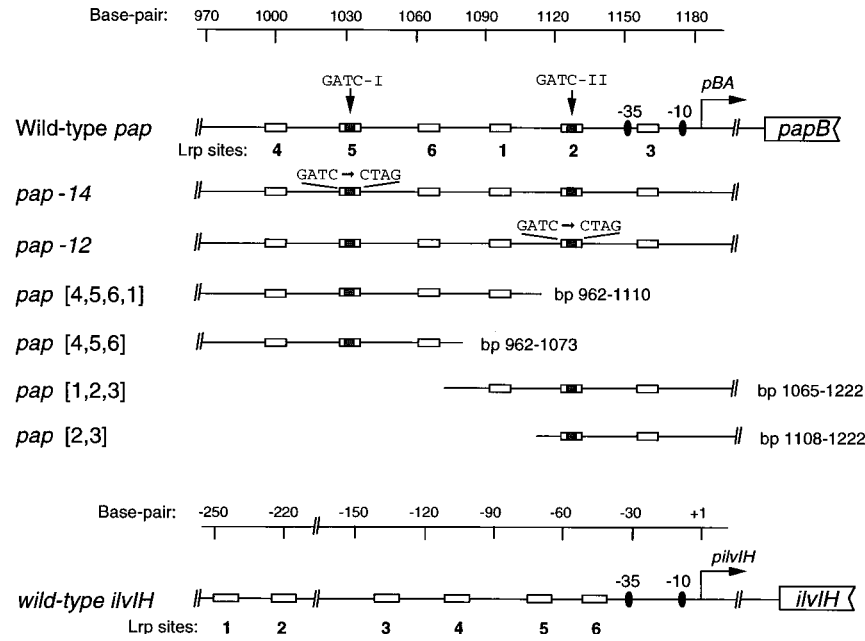 Base-pair: 970 1000 1030 1060 1090 1120 1150 1180
GATC-I GATC-II pBA
-35 -10
Wild-type pap papB
Lrp sites: 4 5 6 1 2 3
GATC → CTAG
pap -14
GATC → CTAG
pap -12
pap [4,5,6,1] bp 962-1110
pap [4,5,6] bp 962-1073
pap [1,2,3] bp 1065-1222
pap [2,3] bp 1108-1222
Base-pair: -250 -220 -150 -120 -90 -60 -30 +1
pilvIH
-35 -10
wild-type ilvIH ilvIH
Lrp sites: 1 2 3 4 5 6